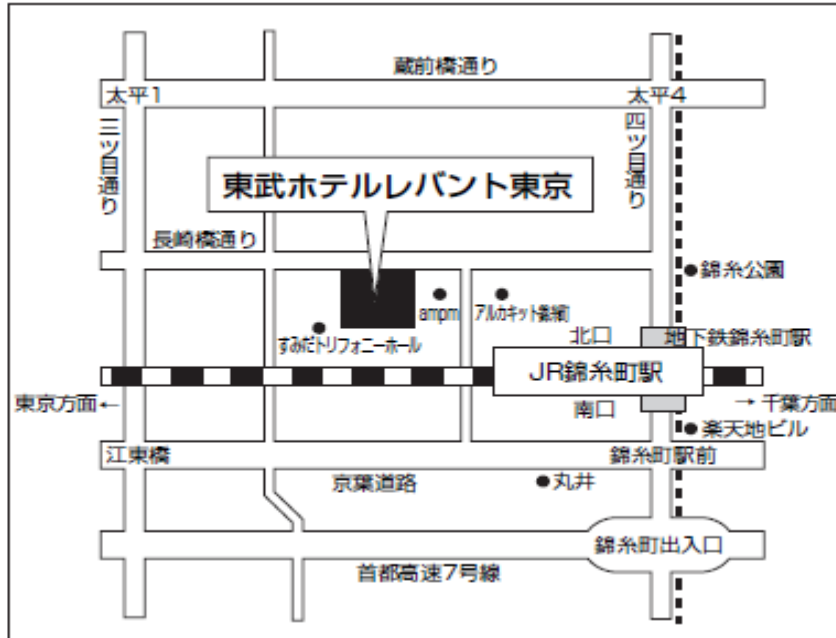 蔵前橋通り
太平1
太平4
三ツ目通り
四ツ目通り
東武ホテルレバント東京
長崎橋通り
錦糸公園
ampm
アルカキット錦糸町
すみだトリフォニーホール
北口
地下鉄錦糸町駅
JR錦糸町駅
東京方面←
南口
→ 千葉方面
楽天地ビル
江東橋
錦糸町駅前
京葉道路
丸井
錦糸町出入口
首都高速7号線